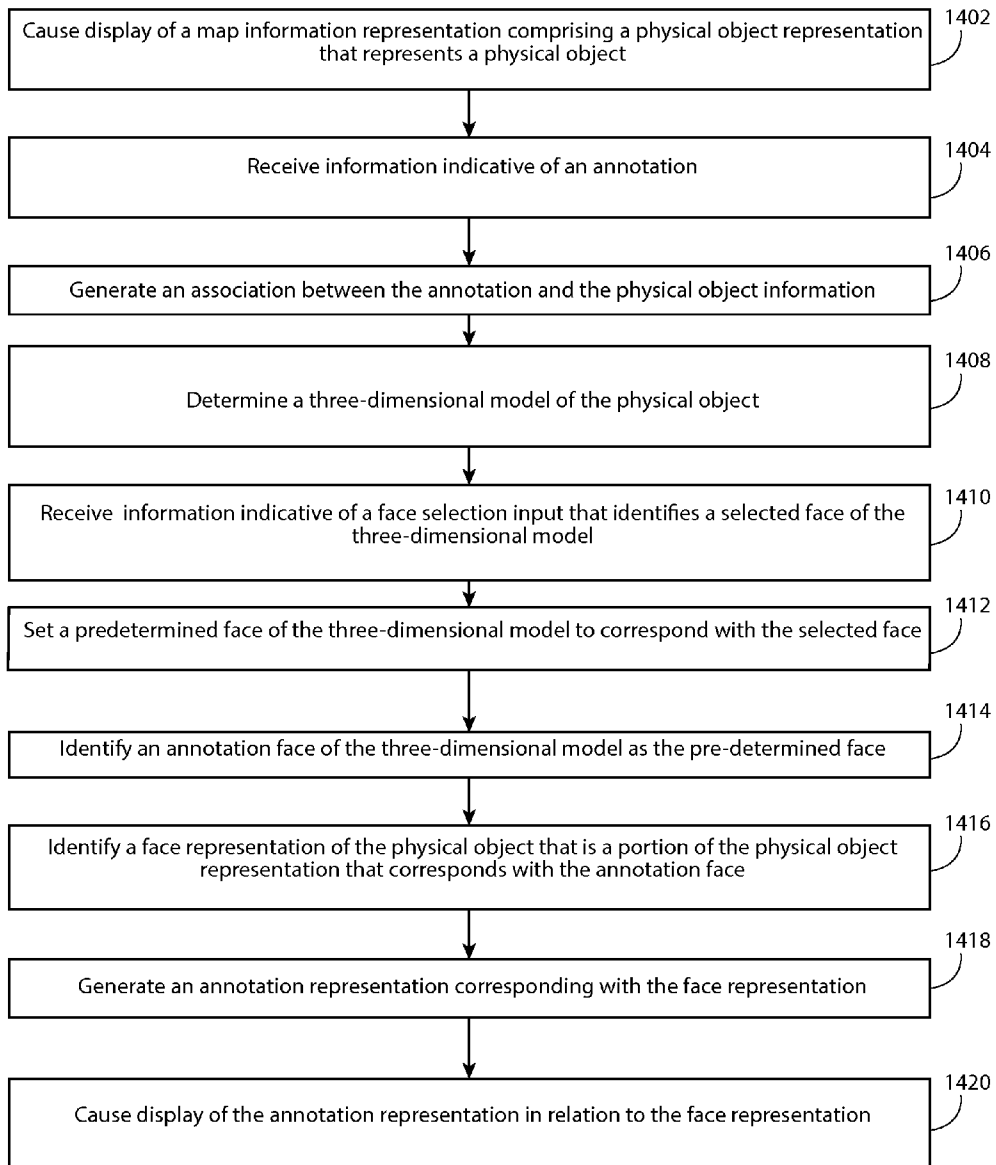 1402
Cause display of a map information representation comprising a physical object representation
that represents a physical object
1404
Receive information indicative of an annotation
1406
Generate an association between the annotation and the physical object information
1408
Determine a three-dimensional model of the physical object
1410
Receive information indicative of a face selection input that identifies a selected face of the
three-dimensional model
1412
Set a predetermined face of the three-dimensional model to correspond with the selected face
1414
Identify an annotation face of the three-dimensional model as the pre-determined face
1416
Identify a face representation of the physical object that is a portion of the physical object
representation that corresponds with the annotation face
1418
Generate an annotation representation corresponding with the face representation
1420
Cause display of the annotation representation in relation to the face representation